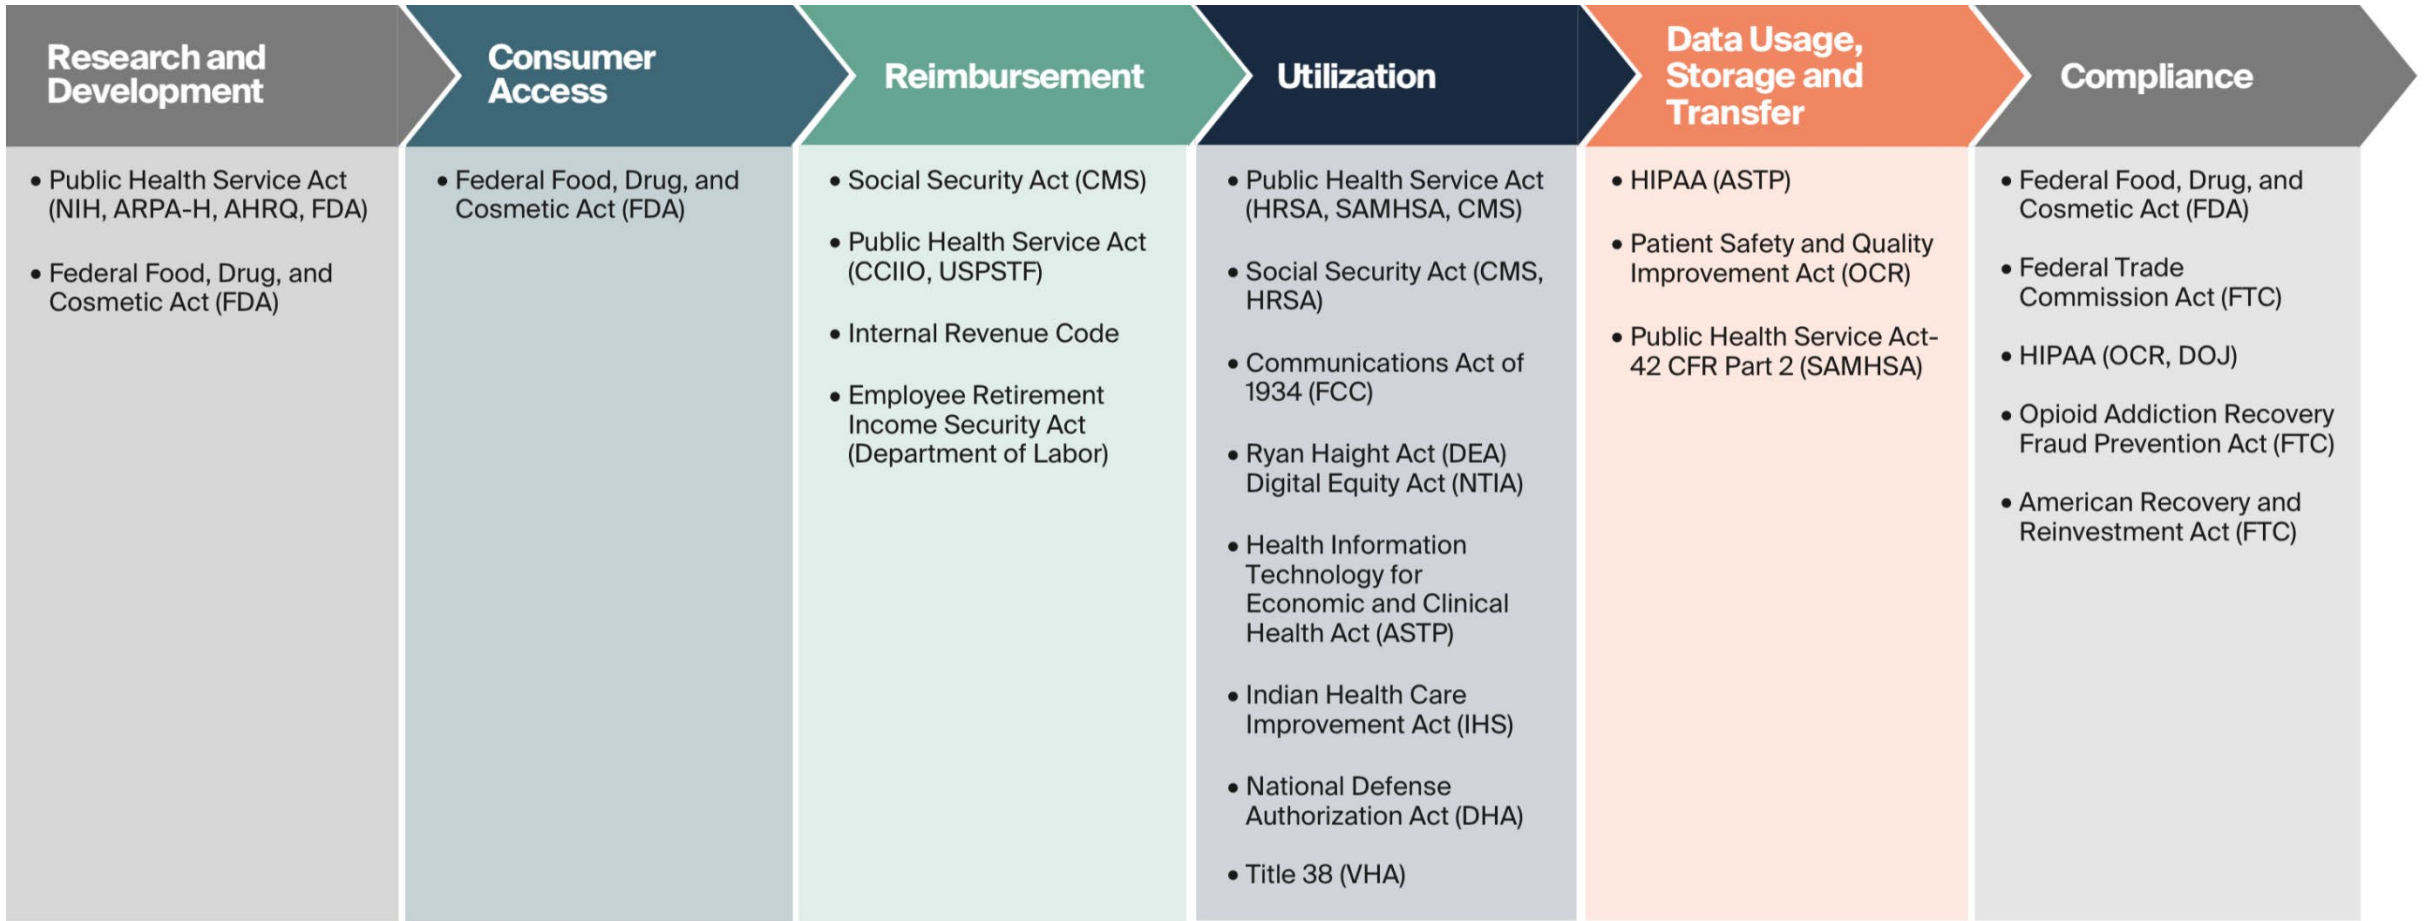 Research and
Development
• Public Health Service Act
(NIH, ARPA-H, AHRQ, FDA)
• Federal Food, Drug, and
Cosmetic Act (FDA)
Consumer
Access
• Federal Food, Drug, and
Cosmetic Act (FDA)
Reimbursement
• Social Security Act (CMS)
• Public Health Service Act
(CCIIO, USPSTF)
• Internal Revenue Code
• Employee Retirement
Income Security Act
(Department of Labor)
Utilization
• Public Health Service Act
(HRSA, SAMHSA, CMS)
• Social Security Act (CMS,
HRSA)
• Communications Act of
1934 (FCC)
• Ryan Haight Act (DEA)
Digital Equity Act (NTIA)
• Health Information
Technology for
Economic and Clinical
Health Act (ASTP)
• Indian Health Care
Improvement Act (IHS)
• National Defense
Authorization Act (DHA)
• Title 38 (VHA)
Data Usage,
Storage and
Transfer
• HIPAA (ASTP)
• Patient Safety and Quality
Improvement Act (OCR)
• Public Health Service Act-
42 CFR Part 2 (SAMHSA)
Compliance
• Federal Food, Drug, and
Cosmetic Act (FDA)
• Federal Trade
Commission Act (FTC)
• HIPAA (OCR, DOJ)
• Opioid Addiction Recovery
Fraud Prevention Act (FTC)
• American Recovery and
Reinvestment Act (FTC)